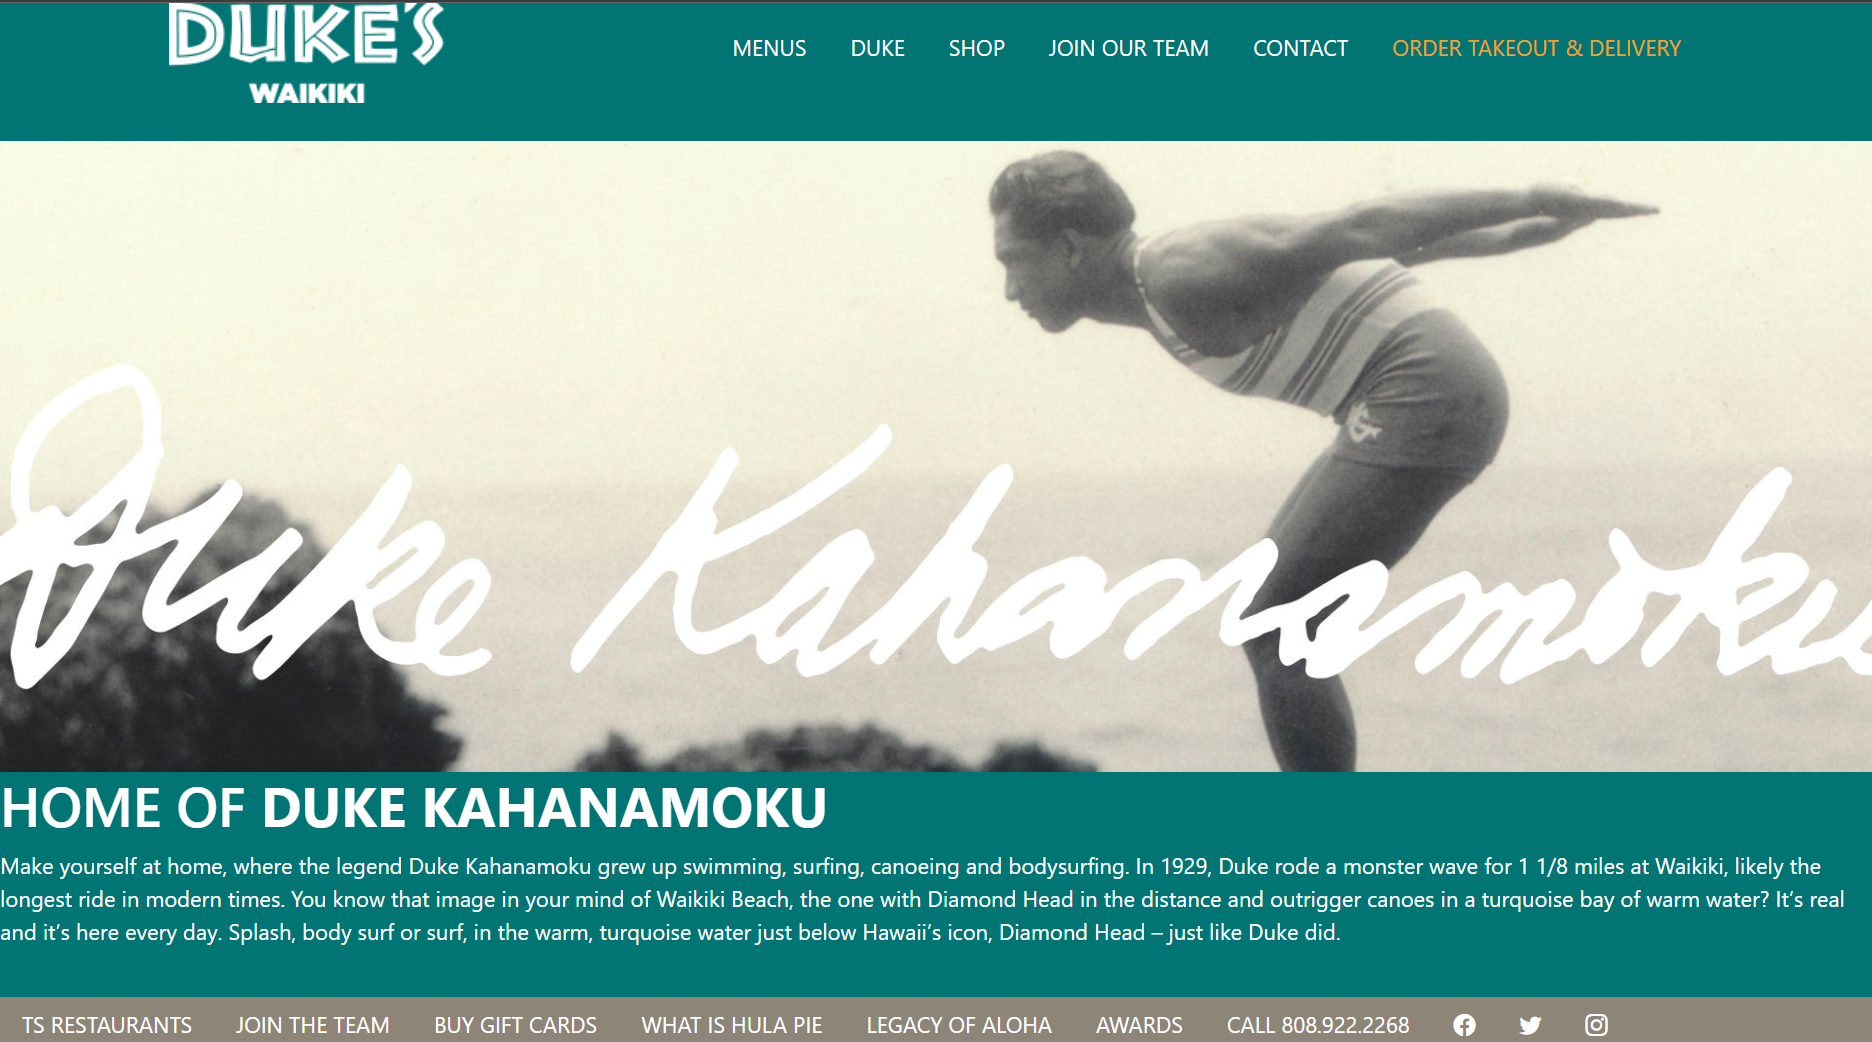 DUKE'S
WAIKIKI
MENUS DUKE SHOP JOIN OUR TEAM CONTACT ORDER TAKEOUT & DELIVERY
Duke Kahanamoku
HOME OF DUKE KAHANAMOKU
Make yourself at home, where the legend Duke Kahanamoku grew up swimming, surfing, canoeing and bodysurfing. In 1929, Duke rode a monster wave for 1 1/8 miles at Waikiki, likely the
longest ride in modern times. You know that image in your mind of Waikiki Beach, the one with Diamond Head in the distance and outrigger canoes in a turquoise bay of warm water? It’s real
and it’s here every day. Splash, body surf or surf, in the warm, turquoise water just below Hawaii’s icon, Diamond Head – just like Duke did.
TS RESTAURANTS JOIN THE TEAM BUY GIFT CARDS WHAT IS HULA PIE LEGACY OF ALOHA AWARDS CALL 808.922.2268